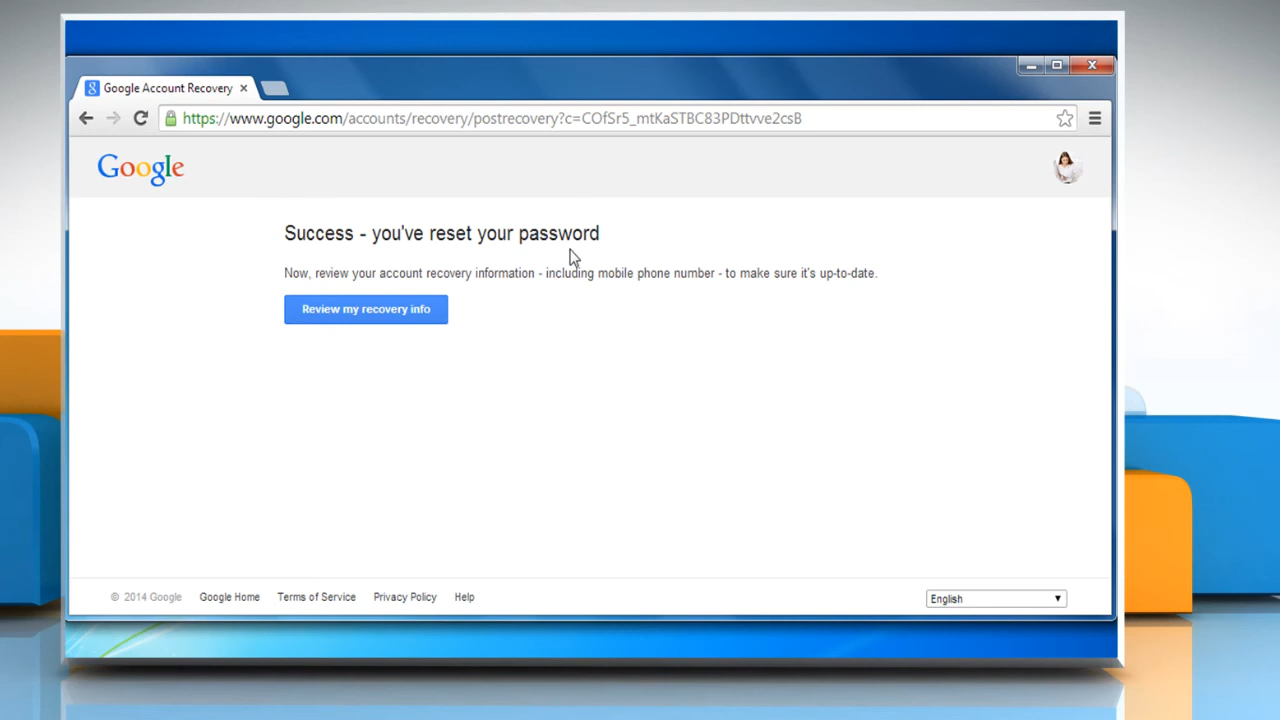 Google Account Recovery
https://www.google.com/accounts/recovery/postrecovery?c=COfSr5_mtKaSTBC83PDttvve2csB
Google
Success - you've reset your password
Now, review your account recovery information - including mobile phone number - to make sure it's up-to-date.
Review my recovery info
© 2014 Google Google Home Terms of Service Privacy Policy Help English